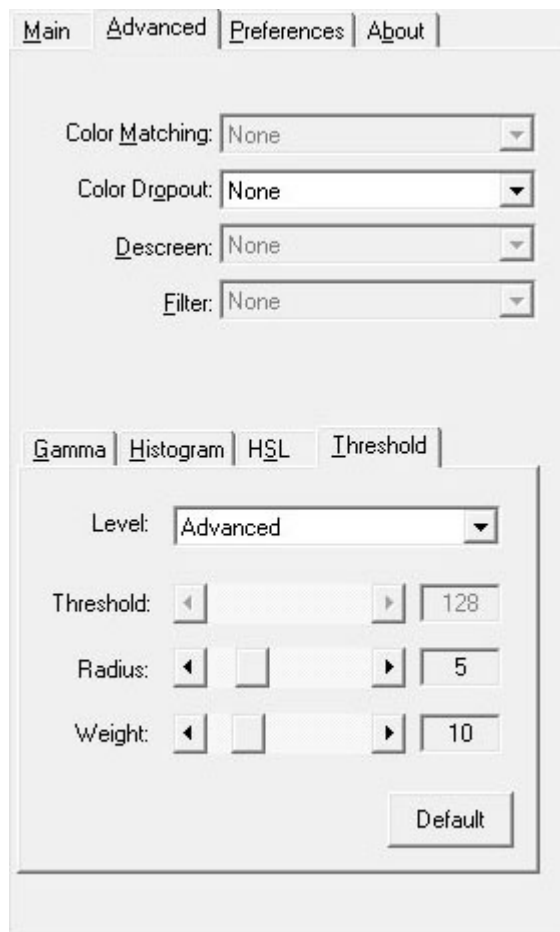 Main Advanced Preferences About
Color Matching: None
Color Dropout: None
Descreen: None
Filter: None
Gamma Histogram HSL Threshold
Level: Advanced
Threshold: 128
Radius: 5
Weight: 10
Default